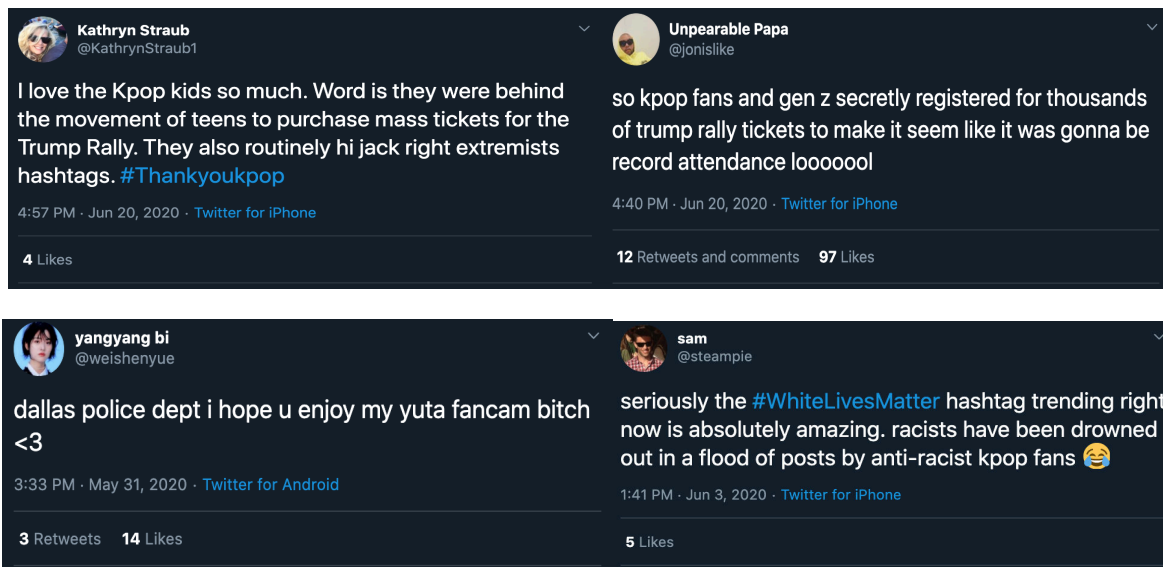 Kathryn Straub
@KathrynStraub1
I love the Kpop kids so much. Word is they were behind
the movement of teens to purchase mass tickets for the
Trump Rally. They also routinely hi jack right extremists
hashtags. #Thankyoukpop
4:57 PM · Jun 20, 2020 · Twitter for iPhone
4 Likes
Unpearable Papa
@jonislike
so kpop fans and gen z secretly registered for thousands
of trump rally tickets to make it seem like it was gonna be
record attendance looooool
4:40 PM · Jun 20, 2020 · Twitter for iPhone
12 Retweets and comments 97 Likes
yangyang bi
@weishenyue
dallas police dept i hope u enjoy my yuta fancam bitch
<3
3:33 PM · May 31, 2020 · Twitter for Android
3 Retweets 14 Likes
sam
@steampie
seriously the #WhiteLivesMatter hashtag trending right
now is absolutely amazing. racists have been drowned
out in a flood of posts by anti-racist kpop fans 😂
1:41 PM · Jun 3, 2020 · Twitter for iPhone
5 Likes